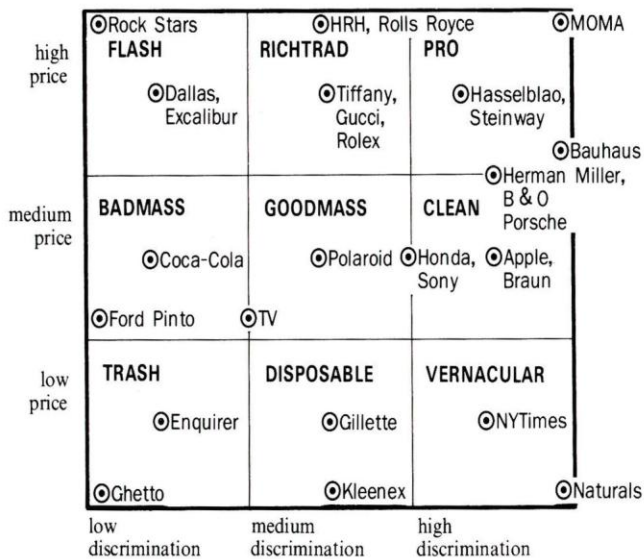 Rock Stars
HRH, Rolls Royce
MOMA
high
price
FLASH
RICHTRAD
PRO
Dallas,
Excalibur
Tiffany,
Gucci,
Rolex
Hasselblao,
Steinway
Bauhaus
Herman Miller,
B & O
Porsche
medium
price
BADMASS
GOODMASS
CLEAN
Coca-Cola
Polaroid
Honda,
Sony
Apple,
Braun
Ford Pinto
TV
low
price
TRASH
DISPOSABLE
VERNACULAR
Enquirer
Gillette
NYTimes
Ghetto
Kleenex
Naturals
low
discrimination
medium
discrimination
high
discrimination